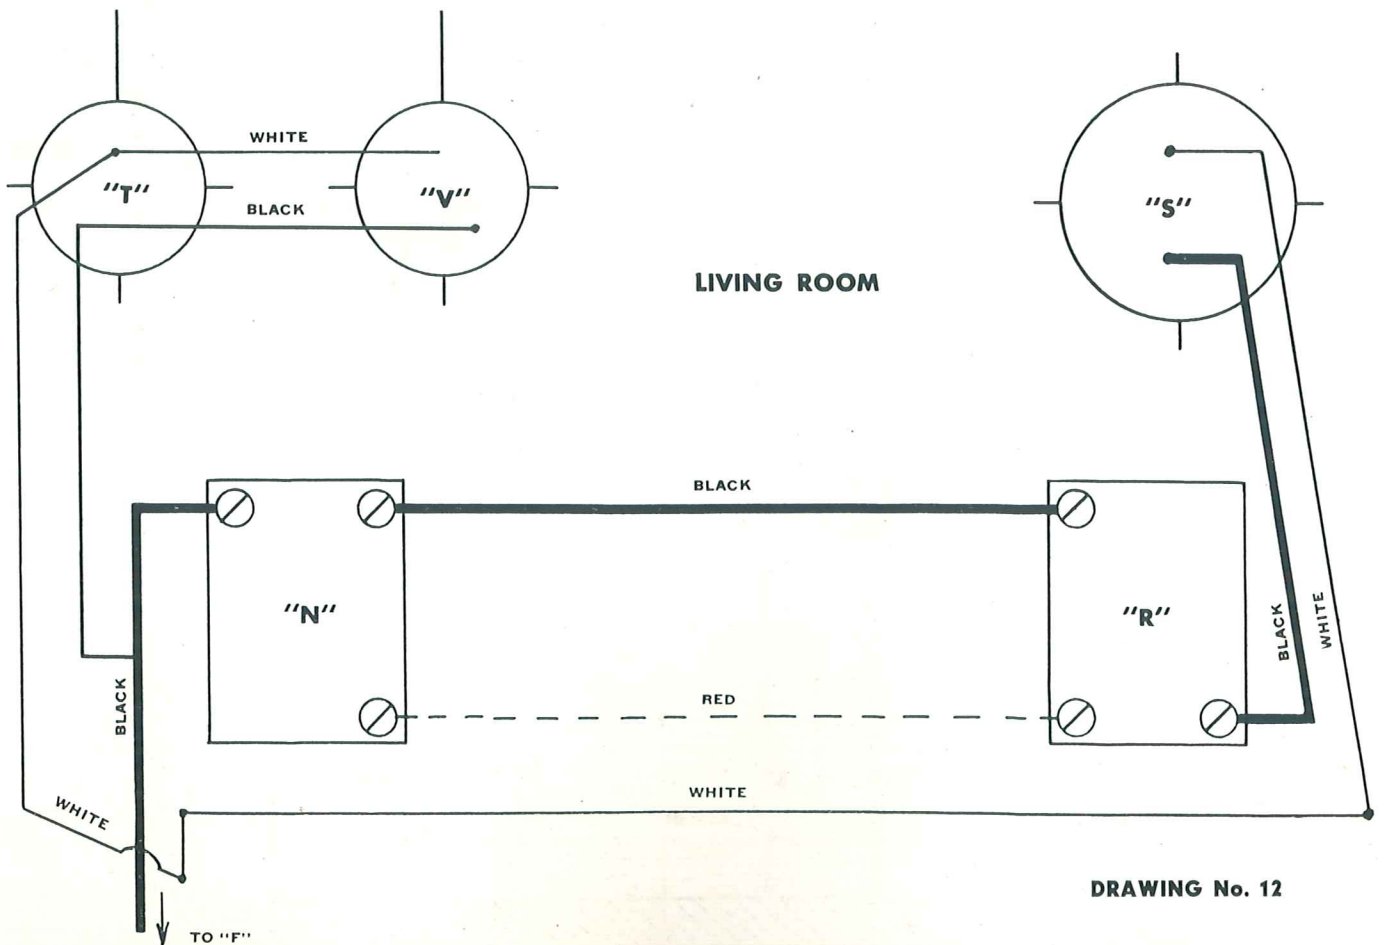 WHITE
"T"
"V"
"S"
BLACK
LIVING ROOM
BLACK
"N"
"R"
BLACK
WHITE
BLACK
RED
WHITE
WHITE
DRAWING No. 12
TO "F"